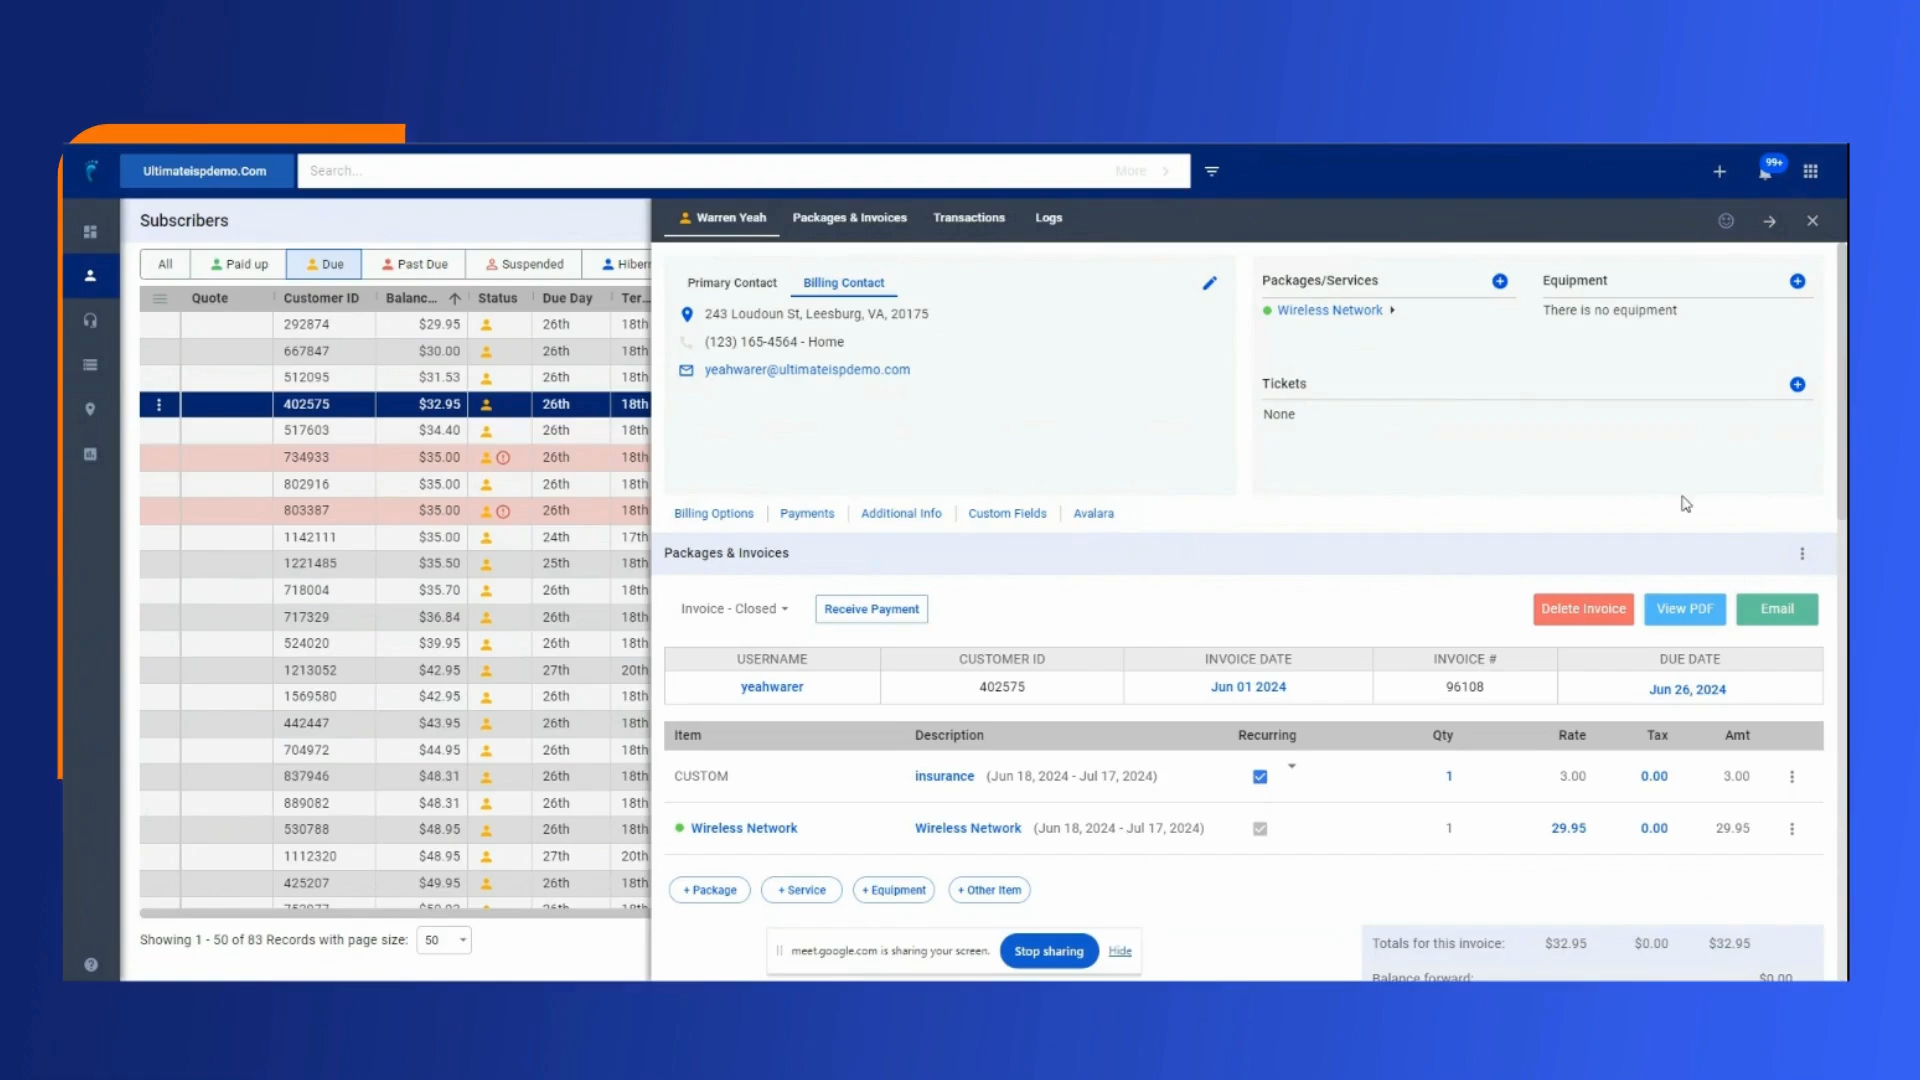 UltimateIspdemo.Com
Search...
More
99+
Subscribers
Warren Yeah
Packages & Invoices
Transactions
Logs
All
Paid up
Due
Past Due
Suspended
Hibern
Quote Customer ID Balanc... Status Due Day Ter...
292874 $29.95 26th 18th
667847 $30.00 26th 18th
512095 $31.53 26th 18th
402575 $32.95 26th 18th
517603 $34.40 26th 18th
734933 $35.00 26th 18th
802916 $35.00 26th 18th
803387 $35.00 26th 18th
1142111 $35.00 24th 17th
1221485 $35.50 25th 18th
718004 $35.70 26th 18th
717329 $36.84 26th 18th
524020 $39.95 26th 18th
1213052 $42.95 27th 20th
1569580 $42.95 26th 18th
442447 $43.95 26th 18th
704972 $44.95 26th 18th
837946 $48.31 26th 18th
889082 $48.31 26th 18th
530788 $48.95 26th 18th
1112320 $48.95 27th 20th
425207 $49.95 26th 18th
Showing 1 - 50 of 83 Records with page size: 50
Primary Contact
Billing Contact
243 Loudoun St, Leesburg, VA, 20175
(123) 165-4564 - Home
yeahwarer@ultimateispdemo.com
Packages/Services
Wireless Network
Equipment
There is no equipment
Tickets
None
Billing Options
Payments
Additional Info
Custom Fields
Avalara
Packages & Invoices
Invoice - Closed
Receive Payment
Delete Invoice
View PDF
Email
USERNAME CUSTOMER ID INVOICE DATE INVOICE # DUE DATE
yeahwarer 402575 Jun 01 2024 96108 Jun 26, 2024
Item Description Recurring Qty Rate Tax Amt
CUSTOM insurance (Jun 18, 2024 - Jul 17, 2024) 1 3.00 0.00 3.00
Wireless Network Wireless Network (Jun 18, 2024 - Jul 17, 2024) 1 29.95 0.00 29.95
+ Package
+ Service
+ Equipment
+ Other Item
meet.google.com is sharing your screen.
Stop sharing
Hide
Totals for this invoice: $32.95 $0.00 $32.95
Balance forward: $0.00